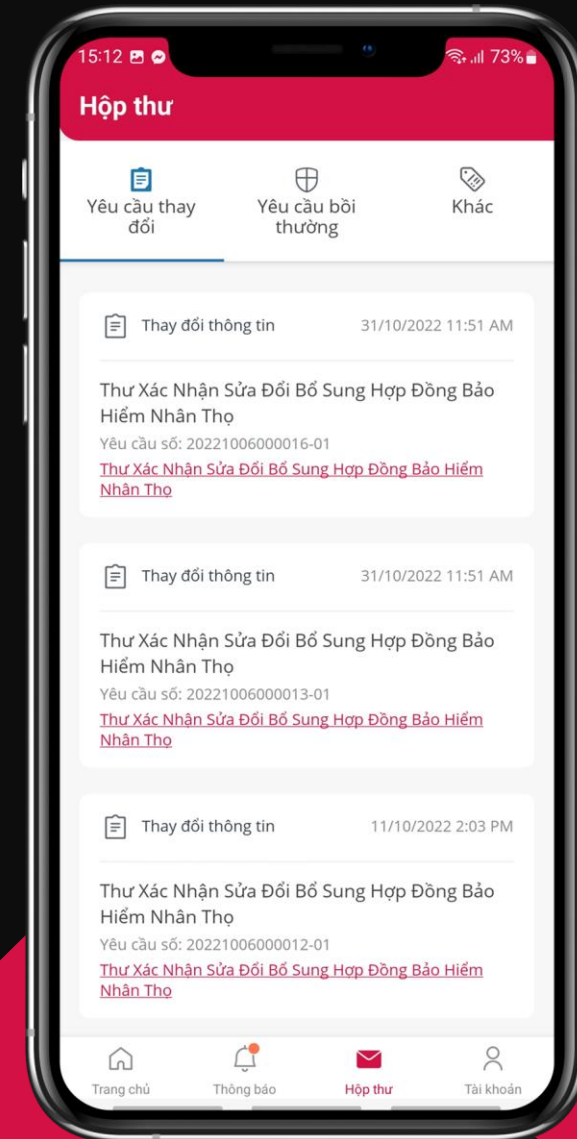 15:12
73%
Hộp thư
Yêu cầu thay
đổi
Yêu cầu bồi
thường
Khác
Thay đổi thông tin
31/10/2022 11:51 AM
Thư Xác Nhận Sửa Đổi Bổ Sung Hợp Đồng Bảo
Hiểm Nhân Thọ
Yêu cầu số: 20221006000016-01
Thư Xác Nhận Sửa Đổi Bổ Sung Hợp Đồng Bảo Hiểm
Nhân Thọ
Thay đổi thông tin
31/10/2022 11:51 AM
Thư Xác Nhận Sửa Đổi Bổ Sung Hợp Đồng Bảo
Hiểm Nhân Thọ
Yêu cầu số: 20221006000013-01
Thư Xác Nhận Sửa Đổi Bổ Sung Hợp Đồng Bảo Hiểm
Nhân Thọ
Thay đổi thông tin
11/10/2022 2:03 PM
Thư Xác Nhận Sửa Đổi Bổ Sung Hợp Đồng Bảo
Hiểm Nhân Thọ
Yêu cầu số: 20221006000012-01
Thư Xác Nhận Sửa Đổi Bổ Sung Hợp Đồng Bảo Hiểm
Nhân Thọ
Trang chủ
Thông báo
Hộp thư
Tài khoản